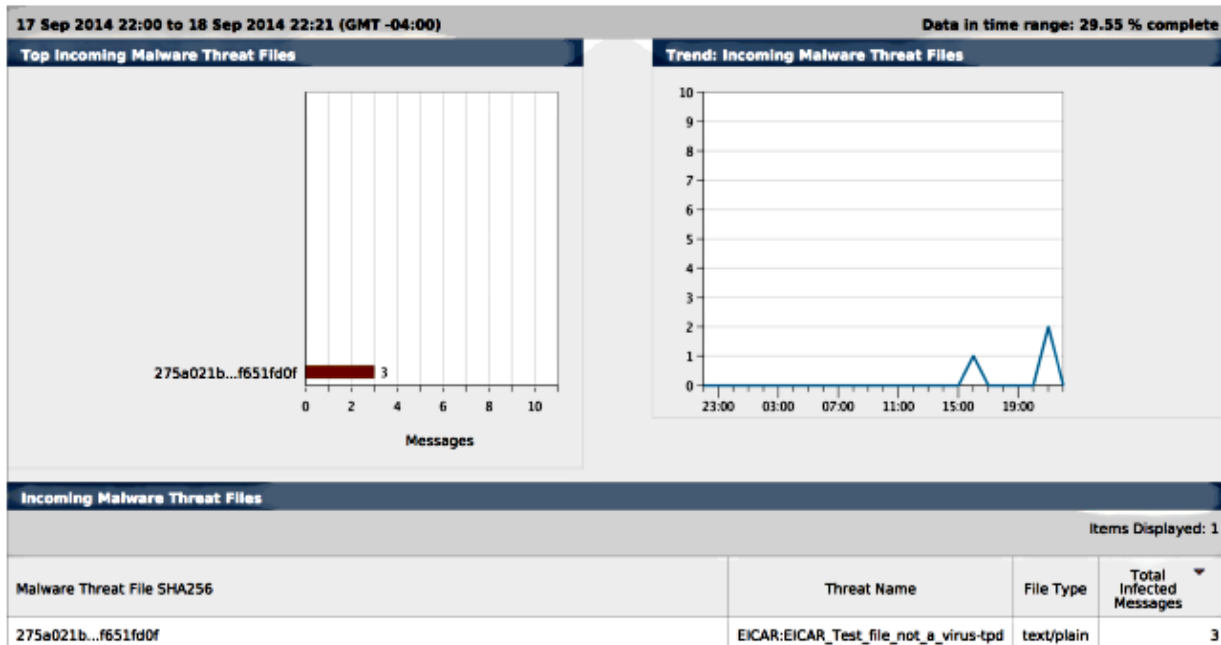 17 Sep 2014 22:00 to 18 Sep 2014 22:21 (GMT -04:00)
Data in time range: 29.55 % complete
Top Incoming Malware Threat Files
275a021b...f651fd0f
3
0 2 4 6 8 10
Messages
Trend: Incoming Malware Threat Files
10
9
8
7
6
5
4
3
2
1
0
23:00 03:00 07:00 11:00 15:00 19:00
Incoming Malware Threat Files
Items Displayed: 1
Malware Threat File SHA256
Threat Name
File Type
Total
Infected
Messages
275a021b...f651fd0f
EICAR:EICAR_Test_file_not_a_virus-tpd
text/plain
3